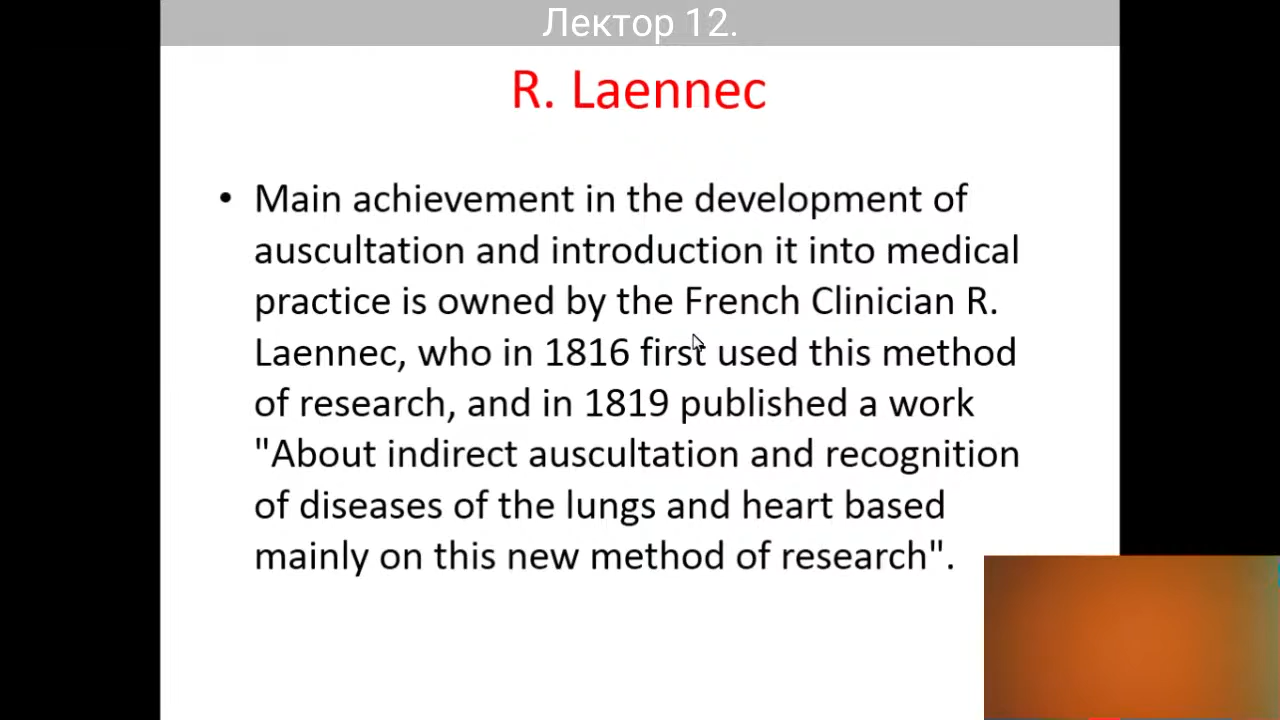 Лектор 12.
R. Laennec
• Main achievement in the development of
auscultation and introduction it into medical
practice is owned by the French Clinician R.
Laennec, who in 1816 first used this method
of research, and in 1819 published a work
"About indirect auscultation and recognition
of diseases of the lungs and heart based
mainly on this new method of research".